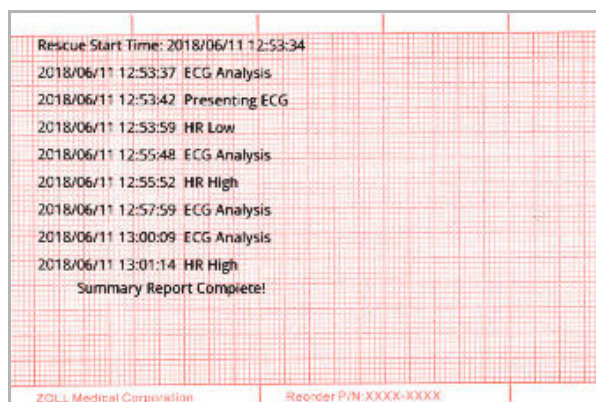 Rescue Start Time: 2018/06/11 12:53:34
2018/06/11 12:53:37 ECG Analysis
2018/06/11 12:53:42 Presenting ECG
2018/06/11 12:53:59 HR Low
2018/06/11 12:55:48 ECG Analysis
2018/06/11 12:55:52 HR High
2018/06/11 12:57:59 ECG Analysis
2018/06/11 13:00:09 ECG Analysis
2018/06/11 13:01:14 HR High
Summary Report Complete!
ZOLL Medical Corporation Reorder P/N:XXXX-XXXX